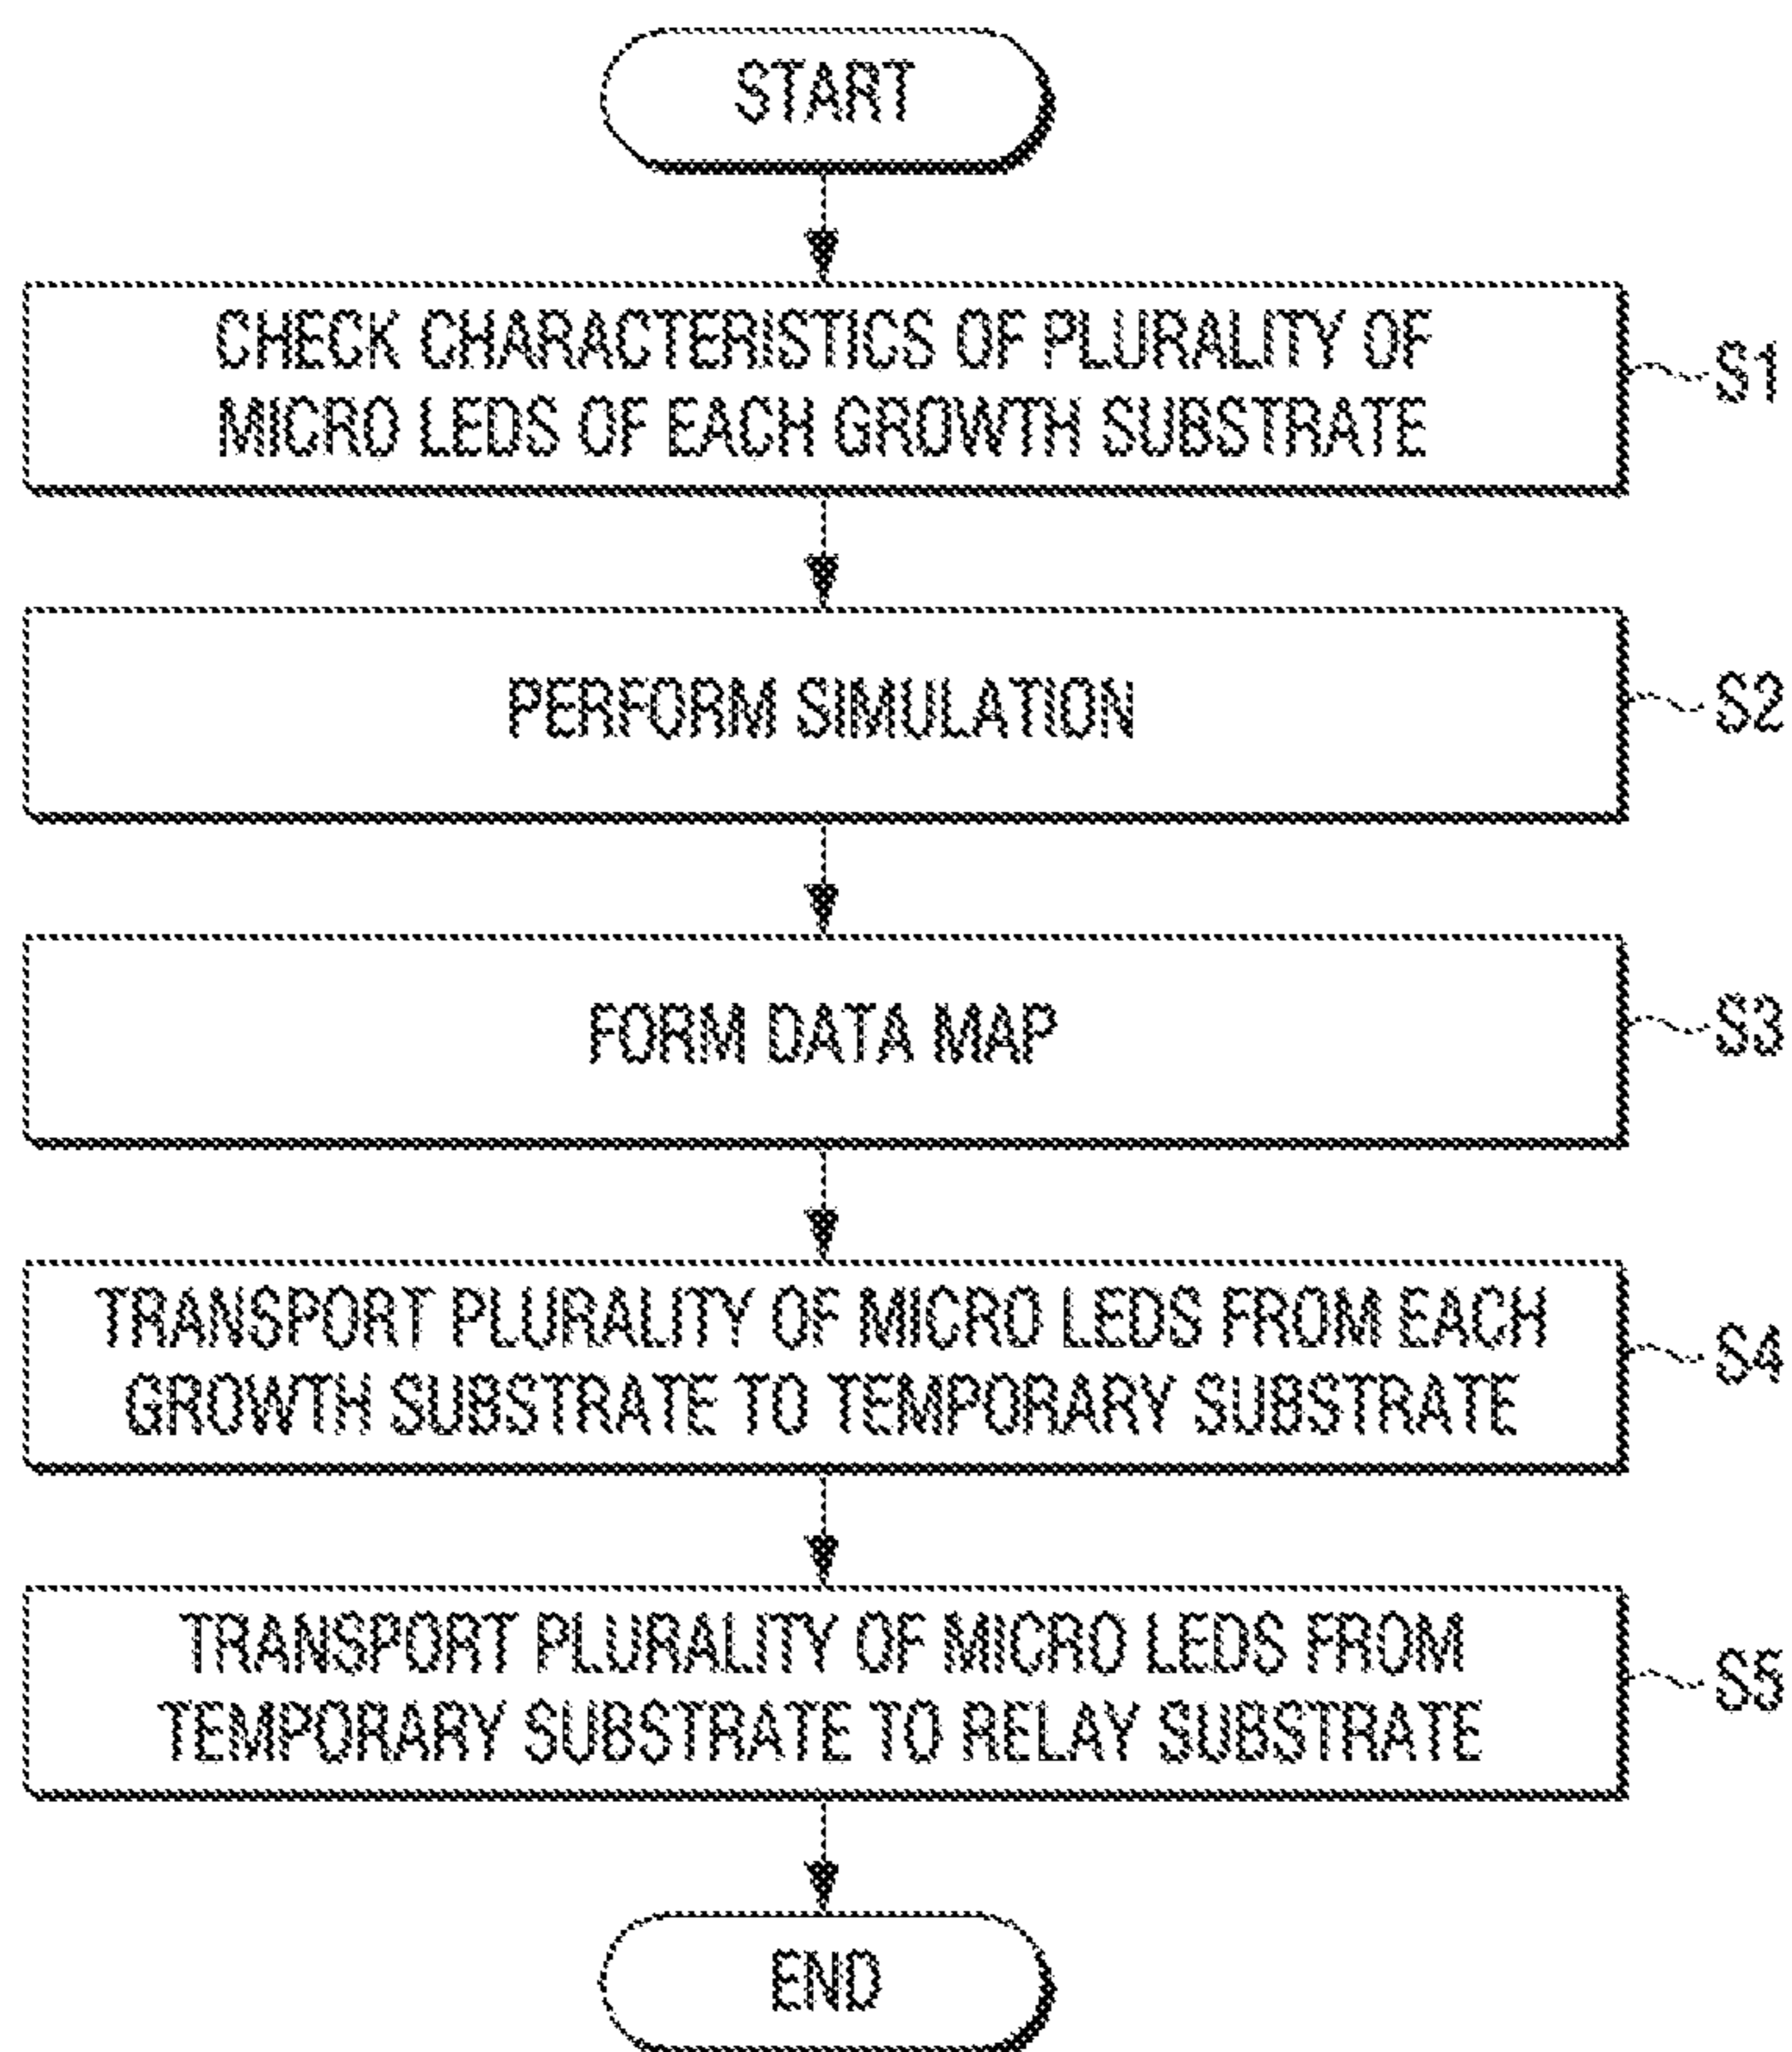 START
CHECK CHARACTERISTICS OF PLURALITY OF
MICRO LEDS OF EACH GROWTH SUBSTRATE
S1
PERFORM SIMULATION
S2
FORM DATA MAP
S3
TRANSPORT PLURALITY OF MICRO LEDS FROM EACH
GROWTH SUBSTRATE TO TEMPORARY SUBSTRATE
S4
TRANSPORT PLURALITY OF MICRO LEDS FROM
TEMPORARY SUBSTRATE TO RELAY SUBSTRATE
S5
END